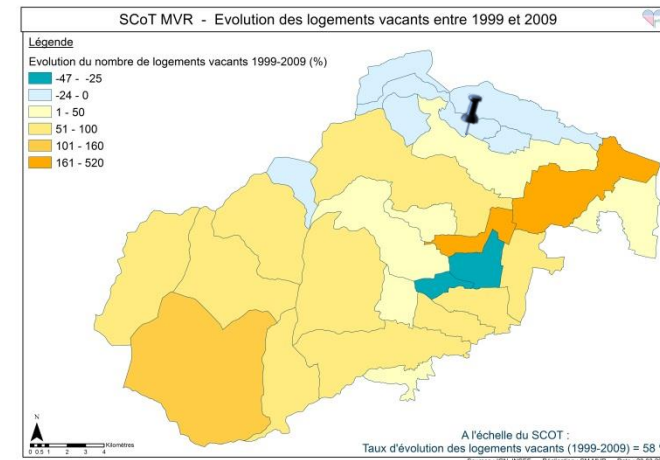 SCoT MVR - Evolution des logements vacants entre 1999 et 2009
Légende
Evolution du nombre de logements vacants 1999-2009 (%)
-47 - -25
-24 - 0
1 - 50
51 - 100
101 - 160
161 - 520
N
0 0.5 1 2 3 4
Kilomètres
A l'échelle du SCOT :
Taux d'évolution des logements vacants (1999-2009) = 58